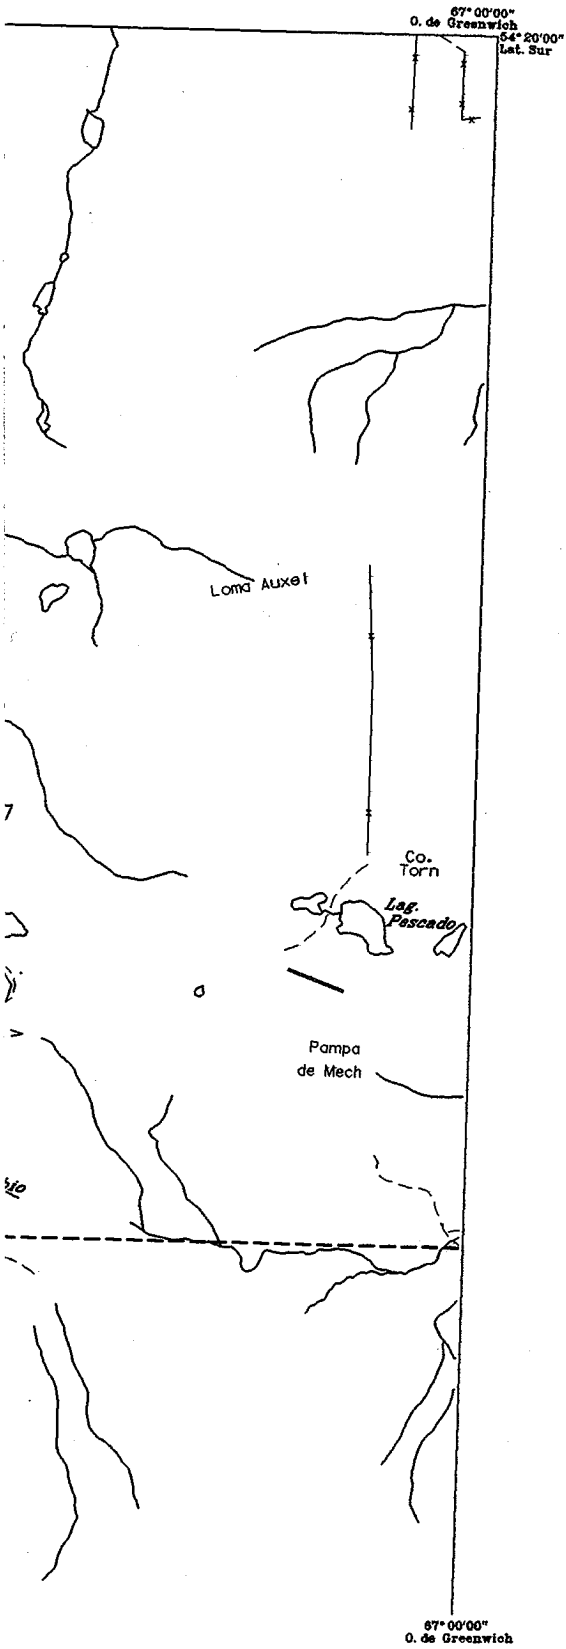 67°00'00"
O. de Greenwich
54°20'00"
Lat. Sur
Loma Auxel
7
Co.
Torn
Lag.
Pescado
Pampa
de Mech
67°00'00"
O. de Greenwich